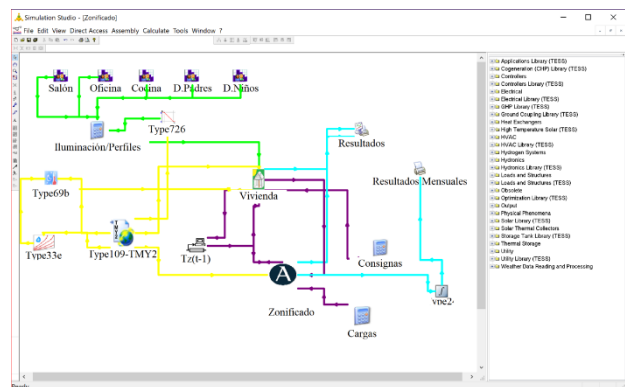 Simulation Studio - [Zonificado]
File Edit View Direct Access Assembly Calculate Tools Window ?
Salón Oficina Cocina D.Padres D.Niños
Iluminación/Perfiles
Type726
Resultados
Resultados Mensuales
Type69b
Vivienda
Type33e
Type109-TMY2
Tz(t-1)
Consignas
Zonificado
Cargas
vne2-
Applications Library (TESS)
Cogeneration (CHP) Library (TESS)
Controllers
Controllers Library (TESS)
Electrical
Electrical Library (TESS)
GHP Library (TESS)
Ground Coupling Library (TESS)
Heat Exchangers
High Temperature Solar (TESS)
HVAC
HVAC Library (TESS)
Hydrogen Systems
Hydronics
Hydronics Library (TESS)
Loads and Structures
Loads and Structures (TESS)
Obsolete
Optimization Library (TESS)
Output
Physical Phenomena
Solar Library (TESS)
Solar Thermal Collectors
Storage Tank Library (TESS)
Thermal Storage
Utility
Utility Library (TESS)
Weather Data Reading and Processing